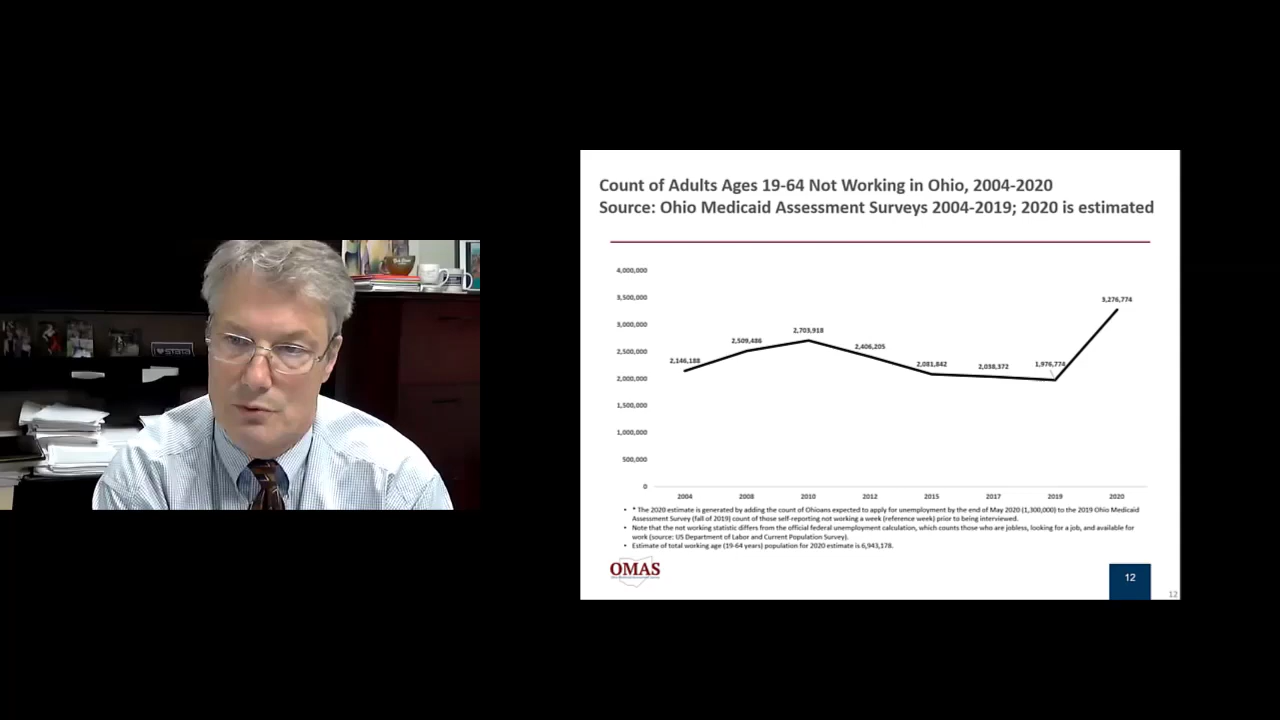 Count of Adults Ages 19-64 Not Working in Ohio, 2004-2020
Source: Ohio Medicaid Assessment Surveys 2004-2019; 2020 is estimated
4,000,000
3,500,000
3,000,000
2,500,000
2,000,000
1,500,000
1,000,000
500,000
0
2,146,188
2,509,486
2,703,918
2,406,205
2,081,842
2,038,372
1,976,774
3,276,774
2004 2008 2010 2012 2015 2017 2019 2020
• * The 2020 estimate is generated by adding the count of Ohioans expected to apply for unemployment by the end of May 2020 (1,300,000) to the 2019 Ohio Medicaid
Assessment Survey (fall of 2019) count of those self-reporting not working a week (reference week) prior to being interviewed.
• Note that the not working statistic differs from the official federal unemployment calculation, which counts those who are jobless, looking for a job, and available for
work (source: US Department of Labor and Current Population Survey).
• Estimate of total working age (19-64 years) population for 2020 estimate is 6,943,178.
OMAS
12
12
STATA